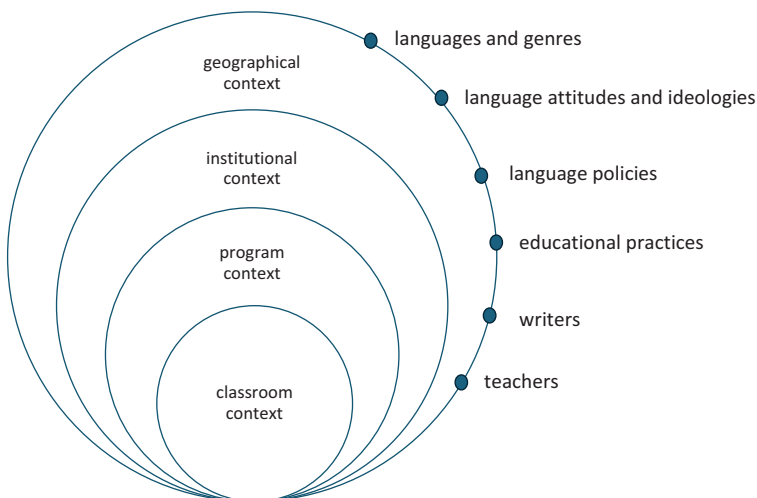 languages and genres
geographical
context
language attitudes and ideologies
institutional
context
language policies
educational practices
program
context
writers
teachers
classroom
context